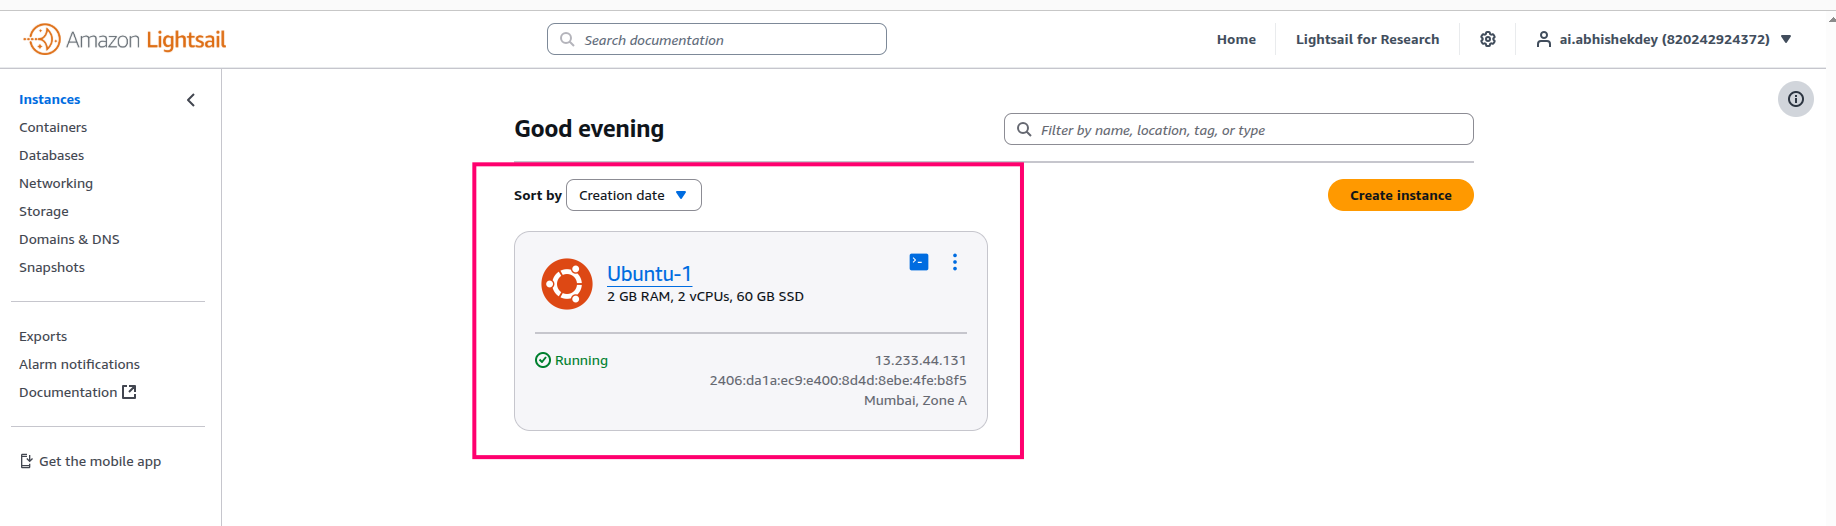 Amazon Lightsail
Search documentation
Home
Lightsail for Research
ai.abhishekdey (820242924372)
Instances
Containers
Databases
Networking
Storage
Domains & DNS
Snapshots
Exports
Alarm notifications
Documentation
Get the mobile app
Good evening
Filter by name, location, tag, or type
Sort by Creation date
Create instance
Ubuntu-1
2 GB RAM, 2 vCPUs, 60 GB SSD
Running
13.233.44.131
2406:da1a:ec9:e400:8d4d:8ebe:4fe:b8f5
Mumbai, Zone A